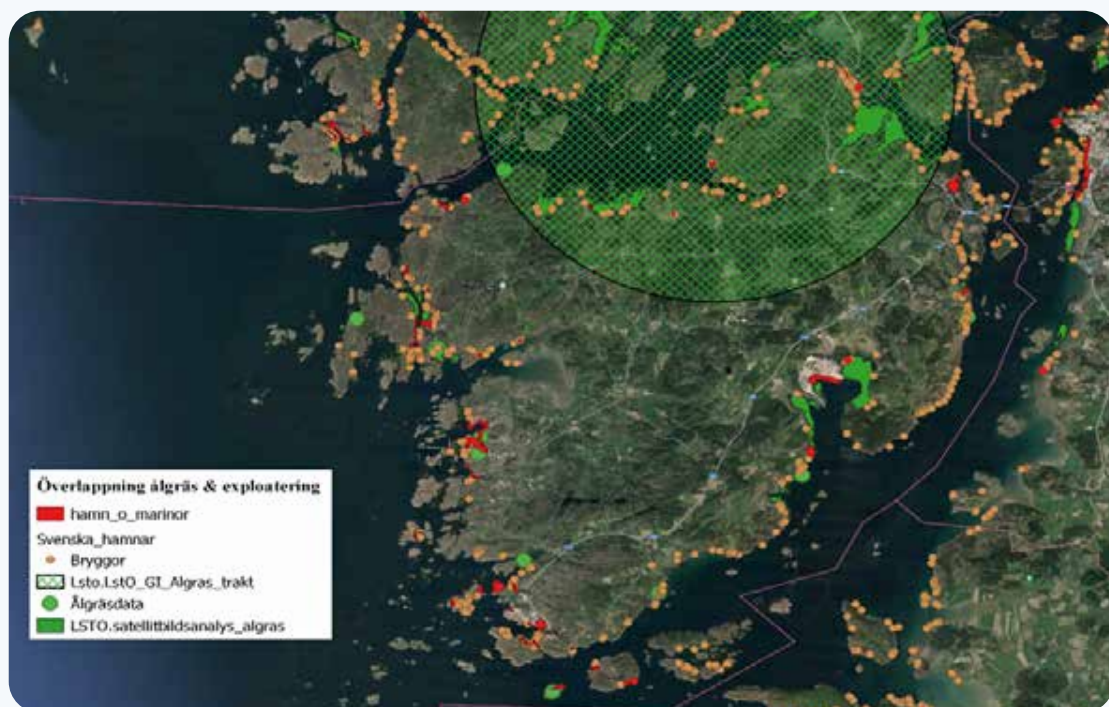 Överlappning ålgräs & exploatering
hamn_o_marinor
Svenska_hamnar
Bryggor
Lsto.LstO_GI_Algras_trakt
Ålgräsdata
LSTO.satellitbildsanalys_algras